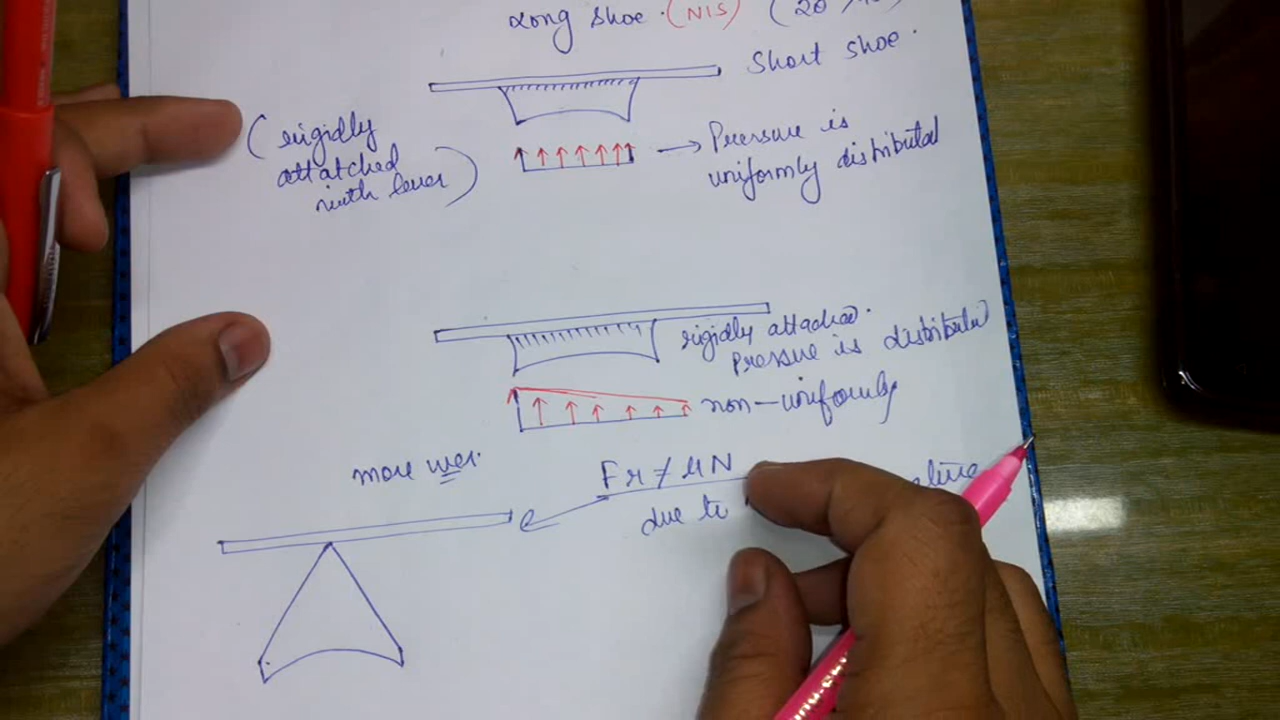 Long shoe . (NIS)
Short shoe .
(rigidly
attatched
with lever)
→ Pressure is
uniformly distributed
rigidly attached.
Pressure is distributed
non-uniformly
more wear.
Fr ≠ μN
due to